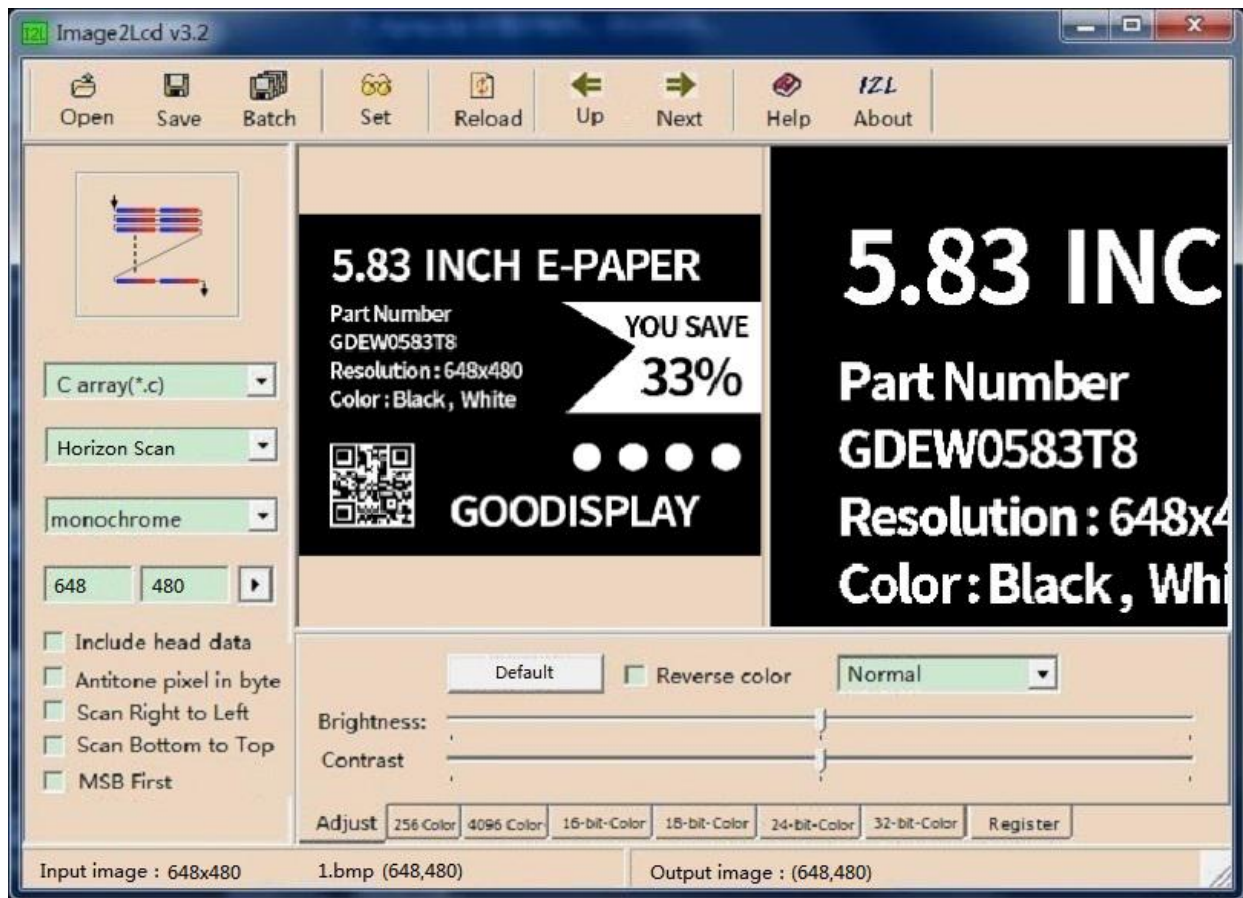 I2L Image2Lcd v3.2
Open Save Batch Set Reload Up Next Help I2L About
C array(*.c)
Horizon Scan
monochrome
648 480
Include head data
Antitone pixel in byte
Scan Right to Left
Scan Bottom to Top
MSB First
5.83 INCH E-PAPER
Part Number
GDEW0583T8
Resolution : 648x480
Color : Black , White
YOU SAVE
33%
GOODISPLAY
5.83 INC
Part Number
GDEW0583T8
Resolution : 648x4
Color : Black , Whi
Default Reverse color Normal
Brightness:
Contrast
Adjust 256 Color 4096 Color 16-bit-Color 18-bit-Color 24-bit-Color 32-bit-Color Register
Input image : 648x480 1.bmp (648,480) Output image : (648,480)